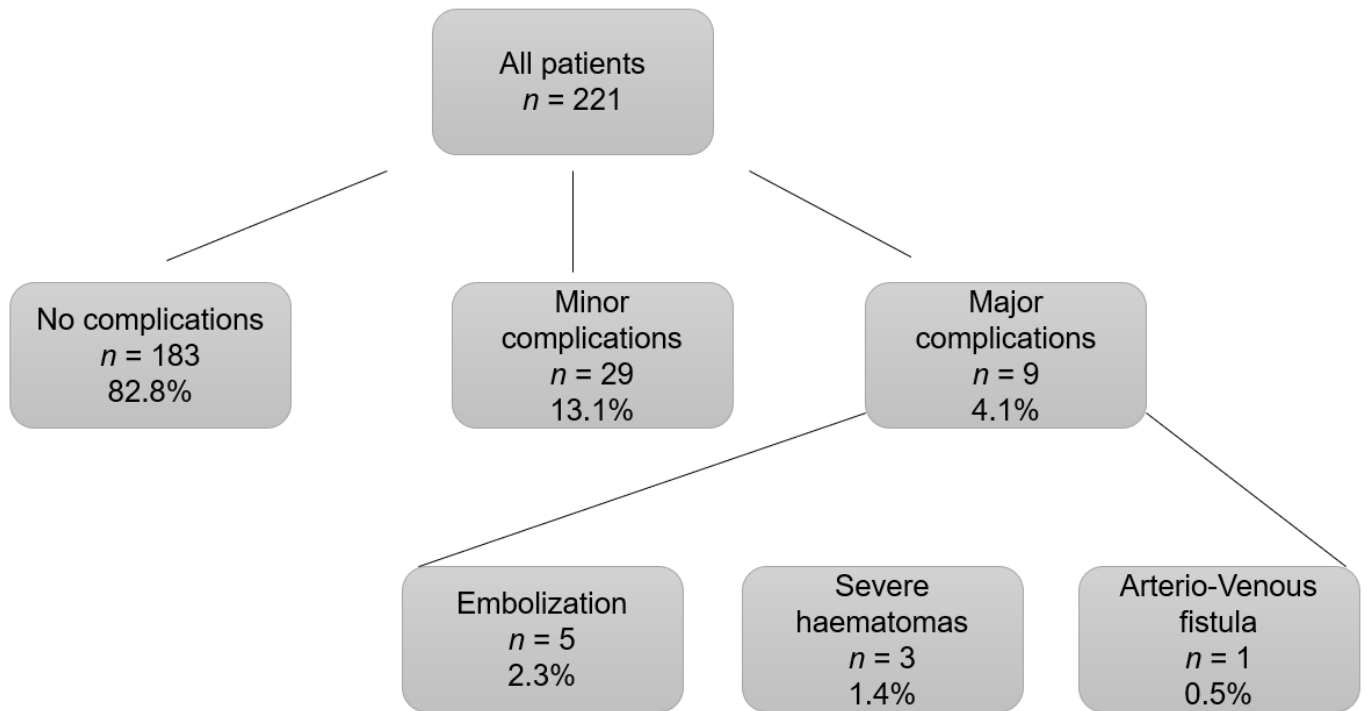 All patients
n = 221
No complications
n = 183
82.8%
Minor
complications
n = 29
13.1%
Major
complications
n = 9
4.1%
Embolization
n = 5
2.3%
Severe
haematomas
n = 3
1.4%
Arterio-Venous
fistula
n = 1
0.5%